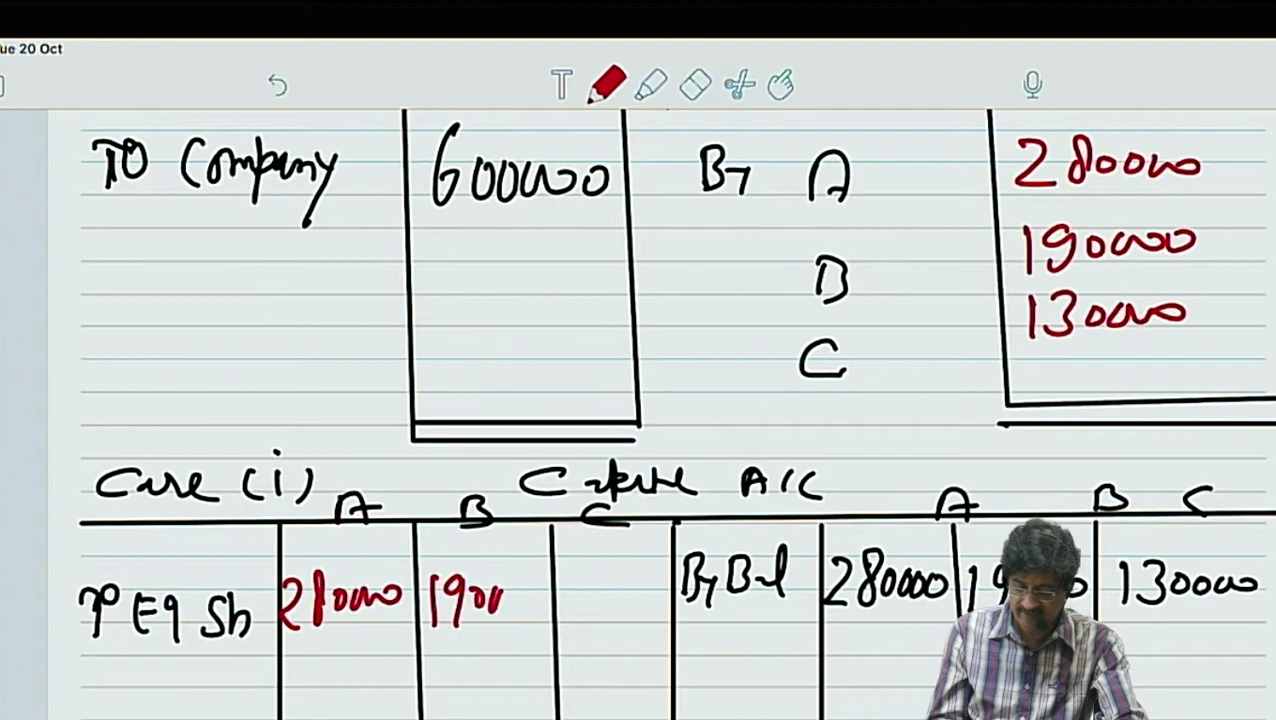 ue 20 Oct
T
To Company 600000 By A 280000
B 190000
C 130000
Case (i) Capital A/C
A B C A B C
To Eq Sh 280000 1900 By Bal 280000 130000